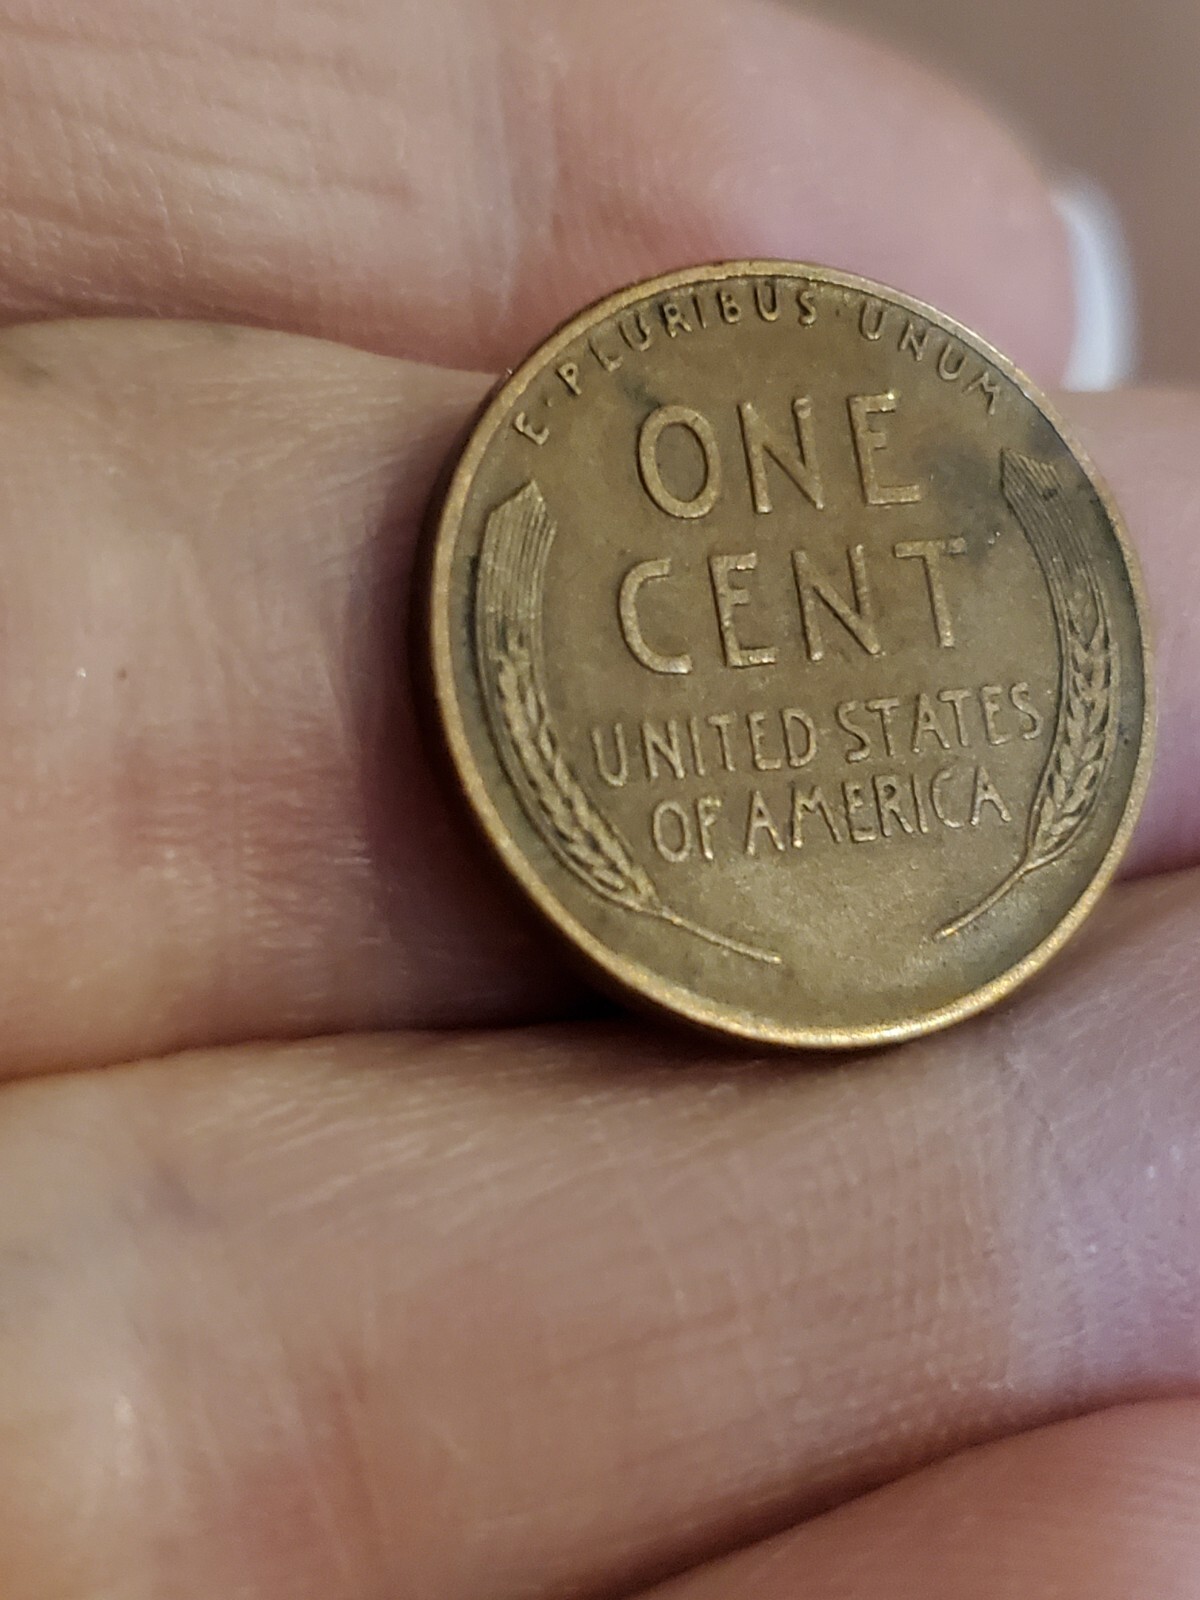 E·PLURIBUS·UNUM
ONE
CENT
UNITED·STATES
OF AMERICA